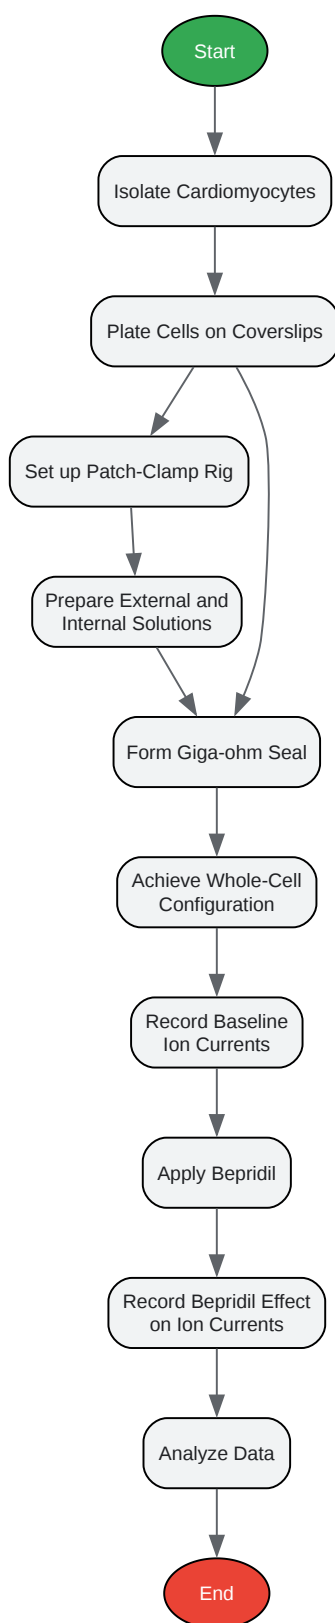 Start
Isolate Cardiomyocytes
Plate Cells on Coverslips
Set up Patch-Clamp Rig
Prepare External and
Internal Solutions
Form Giga-ohm Seal
Achieve Whole-Cell
Configuration
Record Baseline
Ion Currents
Apply Bepridil
Record Bepridil Effect
on Ion Currents
Analyze Data
End